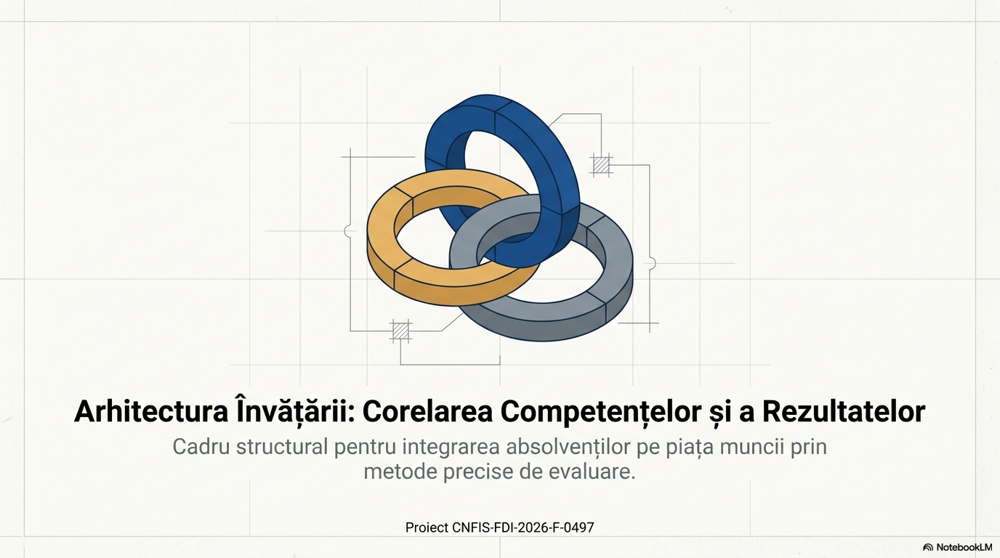 Arhitectura Învățării: Corelarea Competențelor și a Rezultatelor
Cadru structural pentru integrarea absolvenților pe piața muncii prin
metode precise de evaluare.
Proiect CNFIS-FDI-2026-F-0497
NotebookLM